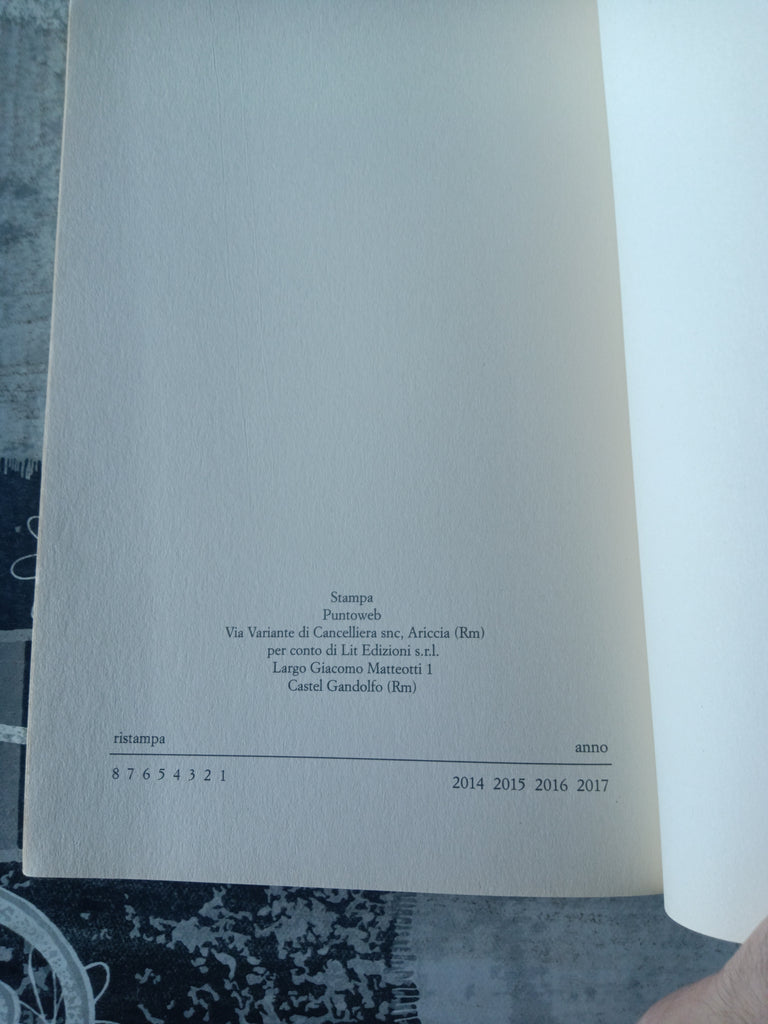 Stampa
Puntoweb
Via Variante di Cancelliera snc, Ariccia (Rm)
per conto di Lit Edizioni s.r.l.
Largo Giacomo Matteotti 1
Castel Gandolfo (Rm)
ristampa anno
8 7 6 5 4 3 2 1 2014 2015 2016 2017